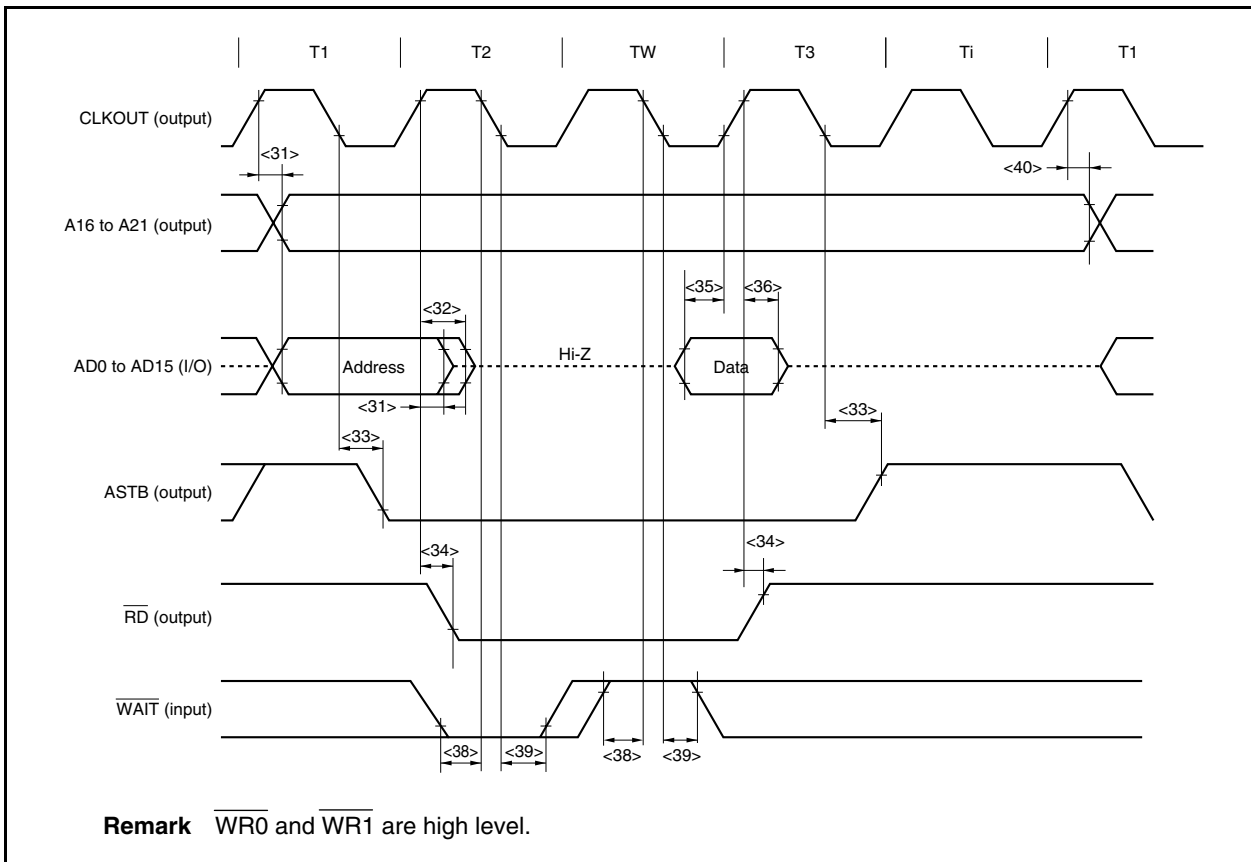 T1 T2 TW T3 Ti T1
CLKOUT (output)
<31> <40>
A16 to A21 (output)
<35> <36>
<32>
Hi-Z
AD0 to AD15 (I/O) Address Data
<31>
<33> <33>
ASTB (output)
<34> <34>
RD (output)
WAIT (input)
<38> <39> <38> <39>
Remark WR0 and WR1 are high level.